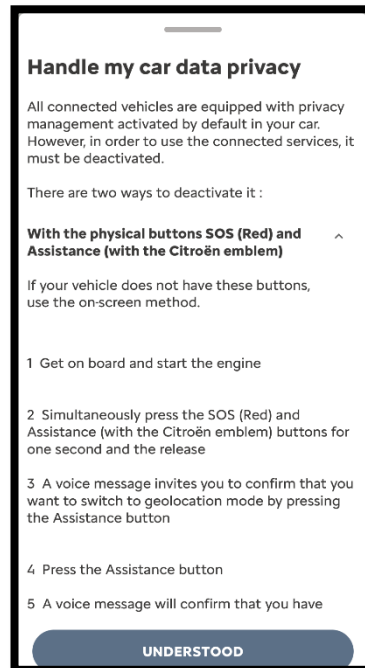 Handle my car data privacy
All connected vehicles are equipped with privacy
management activated by default in your car.
However, in order to use the connected services, it
must be deactivated.
There are two ways to deactivate it :
With the physical buttons SOS (Red) and
Assistance (with the Citroën emblem)
If your vehicle does not have these buttons,
use the on-screen method.
1 Get on board and start the engine
2 Simultaneously press the SOS (Red) and
Assistance (with the Citroën emblem) buttons for
one second and the release
3 A voice message invites you to confirm that you
want to switch to geolocation mode by pressing
the Assistance button
4 Press the Assistance button
5 A voice message will confirm that you have
UNDERSTOOD